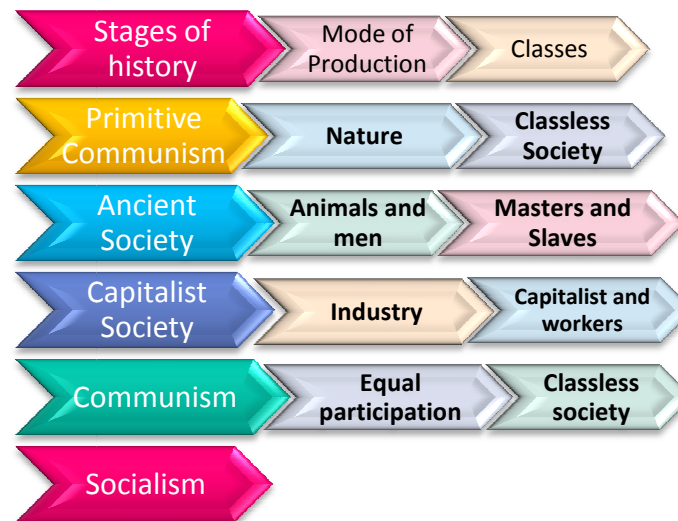 Stages of
history
Mode of
Production
Classes
Primitive
Communism
Nature
Classless
Society
Ancient
Society
Animals and
men
Masters and
Slaves
Capitalist
Society
Industry
Capitalist and
workers
Communism
Equal
participation
Classless
society
Socialism